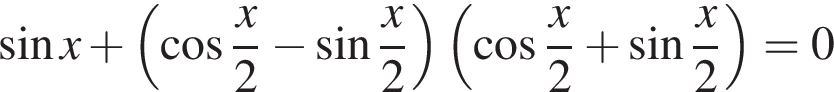 sin x + (cos x/2 − sin x/2) (cos x/2 + sin x/2) = 0